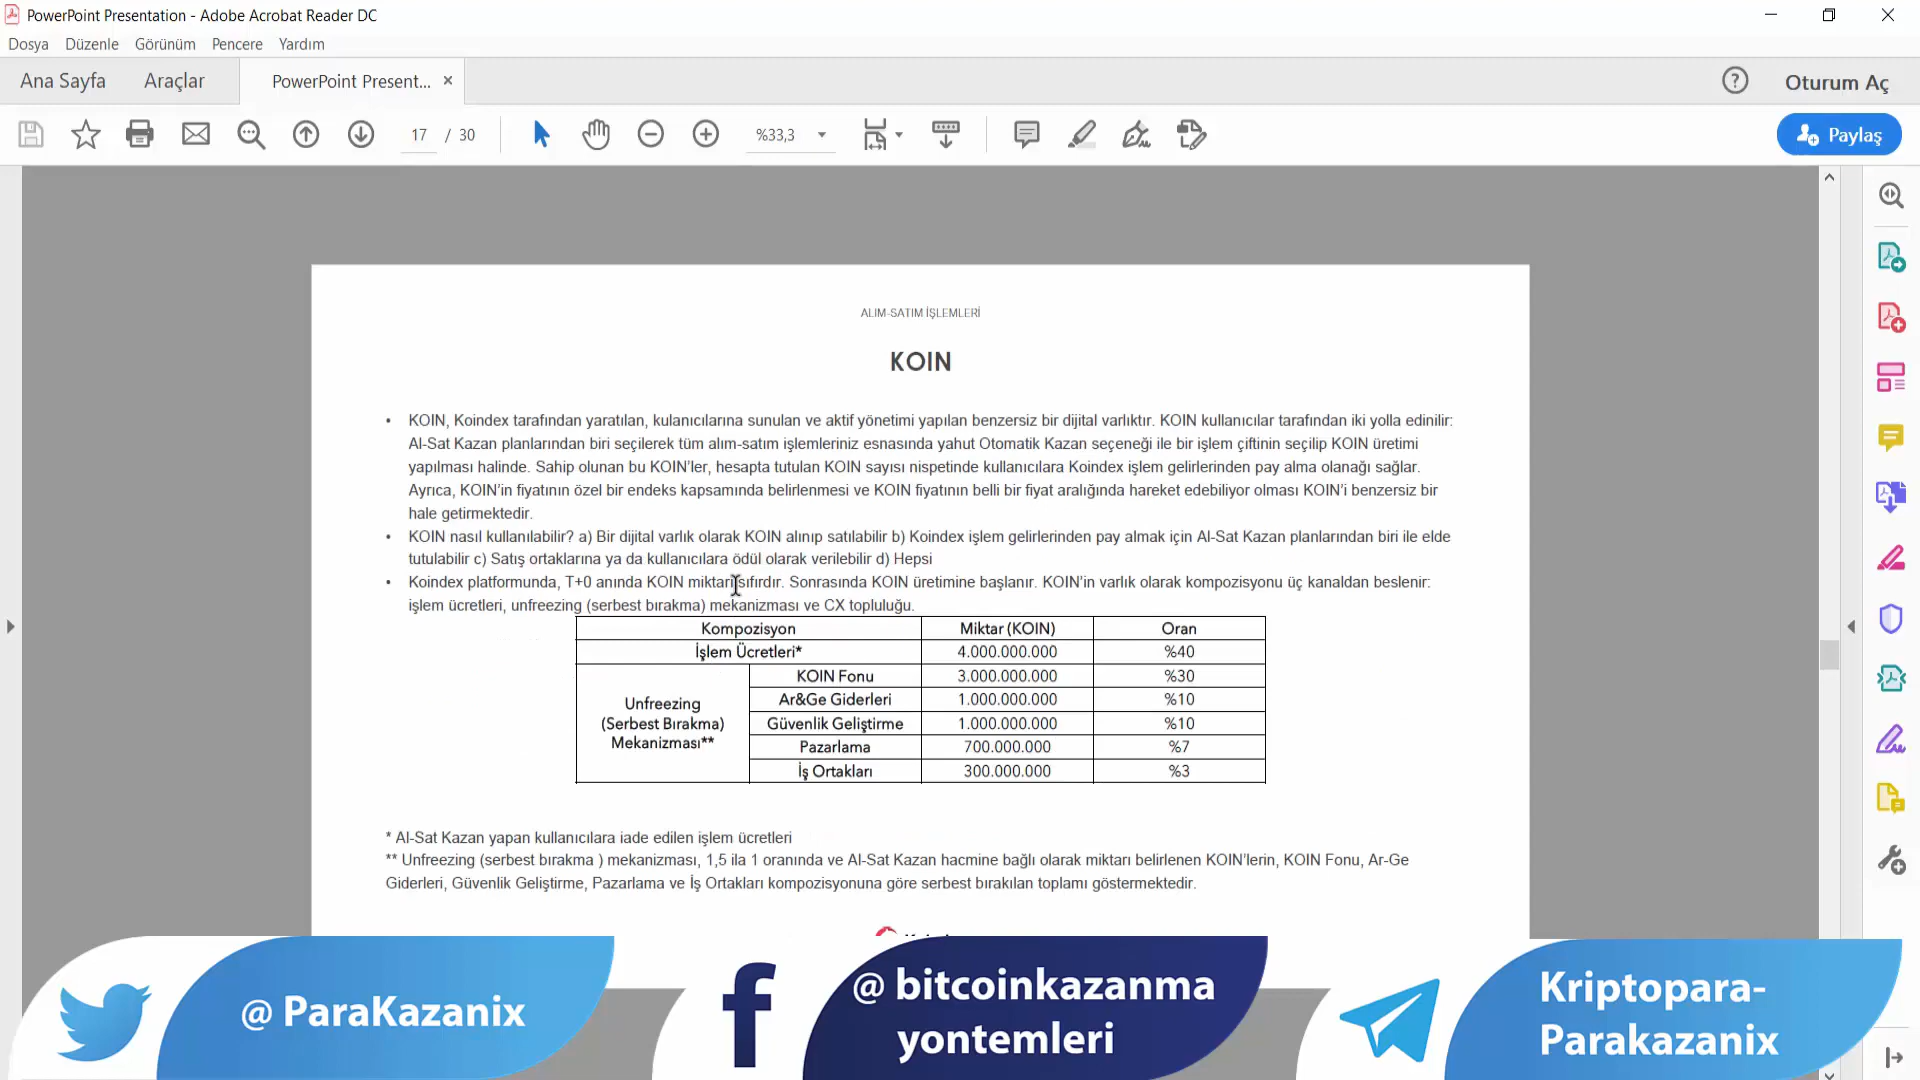 PowerPoint Presentation - Adobe Acrobat Reader DC
Dosya Düzenle Görünüm Pencere Yardım
Ana Sayfa Araçlar PowerPoint Present... × Oturum Aç
17 / 30 %33,3 Paylaş
ALIM-SATIM İŞLEMLERİ
KOIN
• KOIN, Koindex tarafından yaratılan, kulanıcılarına sunulan ve aktif yönetimi yapılan benzersiz bir dijital varlıktır. KOIN kullanıcılar tarafından iki yolla edinilir:
Al-Sat Kazan planlarından biri seçilerek tüm alım-satım işlemleriniz esnasında yahut Otomatik Kazan seçeneği ile bir işlem çiftinin seçilip KOIN üretimi
yapılması halinde. Sahip olunan bu KOIN'ler, hesapta tutulan KOIN sayısı nispetinde kullanıcılara Koindex işlem gelirlerinden pay alma olanağı sağlar.
Ayrıca, KOIN'in fiyatının özel bir endeks kapsamında belirlenmesi ve KOIN fiyatının belli bir fiyat aralığında hareket edebiliyor olması KOIN'i benzersiz bir
hale getirmektedir.
• KOIN nasıl kullanılabilir? a) Bir dijital varlık olarak KOIN alınıp satılabilir b) Koindex işlem gelirlerinden pay almak için Al-Sat Kazan planlarından biri ile elde
tutulabilir c) Satış ortaklarına ya da kullanıcılara ödül olarak verilebilir d) Hepsi
• Koindex platformunda, T+0 anında KOIN miktarı sıfırdır. Sonrasında KOIN üretimine başlanır. KOIN'in varlık olarak kompozisyonu üç kanaldan beslenir:
işlem ücretleri, unfreezing (serbest bırakma) mekanizması ve CX topluluğu.
Kompozisyon Miktar (KOIN) Oran
İşlem Ücretleri* 4.000.000.000 %40
Unfreezing
(Serbest Bırakma)
Mekanizması**
KOIN Fonu 3.000.000.000 %30
Ar&Ge Giderleri 1.000.000.000 %10
Güvenlik Geliştirme 1.000.000.000 %10
Pazarlama 700.000.000 %7
İş Ortakları 300.000.000 %3
* Al-Sat Kazan yapan kullanıcılara iade edilen işlem ücretleri
** Unfreezing (serbest bırakma ) mekanizması, 1,5 ila 1 oranında ve Al-Sat Kazan hacmine bağlı olarak miktarı belirlenen KOIN'lerin, KOIN Fonu, Ar-Ge
Giderleri, Güvenlik Geliştirme, Pazarlama ve İş Ortakları kompozisyonuna göre serbest bırakılan toplamı göstermektedir.
@ ParaKazanix
@ bitcoinkazanma
yontemleri
Kriptopara-
Parakazanix